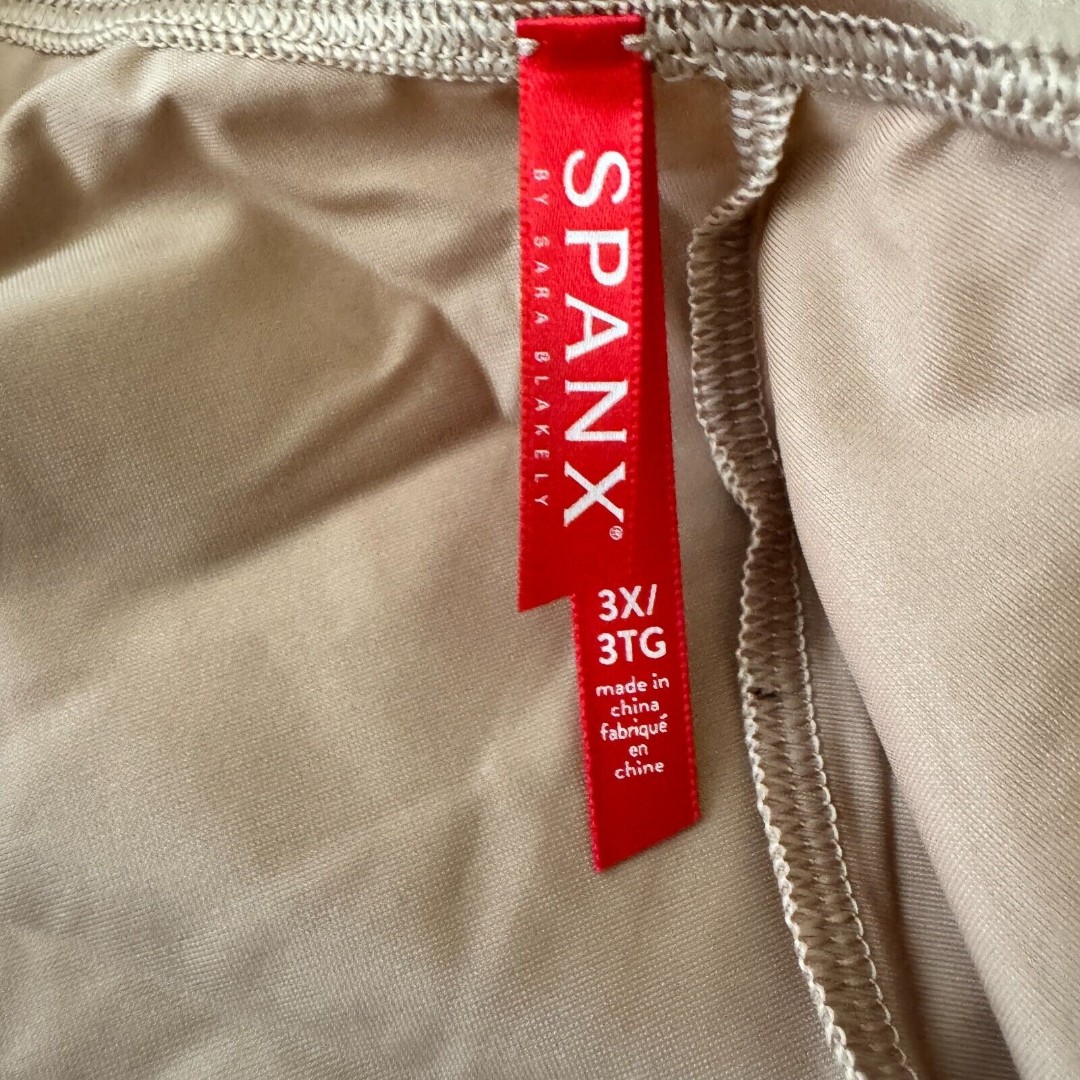 SPANX®
BY SARA BLAKELY
3X/
3TG
made in
china
fabriqué
en
chine